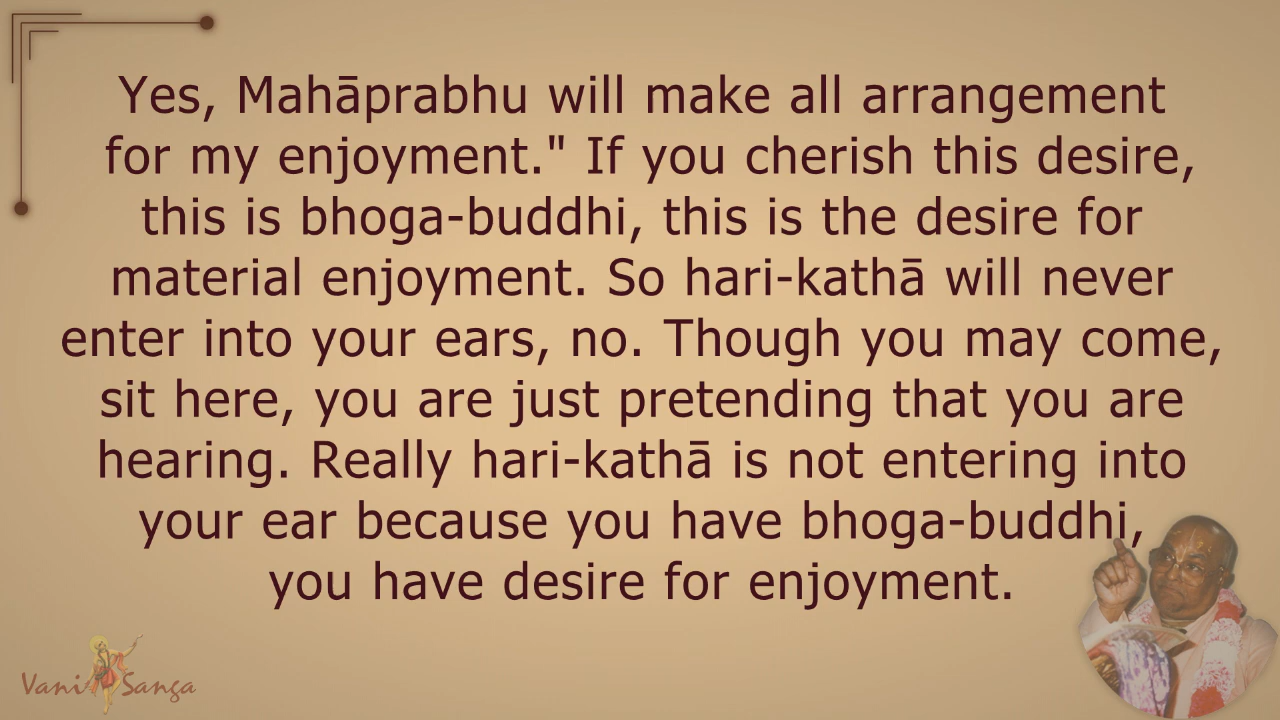 Yes, Mahāprabhu will make all arrangement
for my enjoyment." If you cherish this desire,
this is bhoga-buddhi, this is the desire for
material enjoyment. So hari-kathā will never
enter into your ears, no. Though you may come,
sit here, you are just pretending that you are
hearing. Really hari-kathā is not entering into
your ear because you have bhoga-buddhi,
you have desire for enjoyment.
Vani Sanga